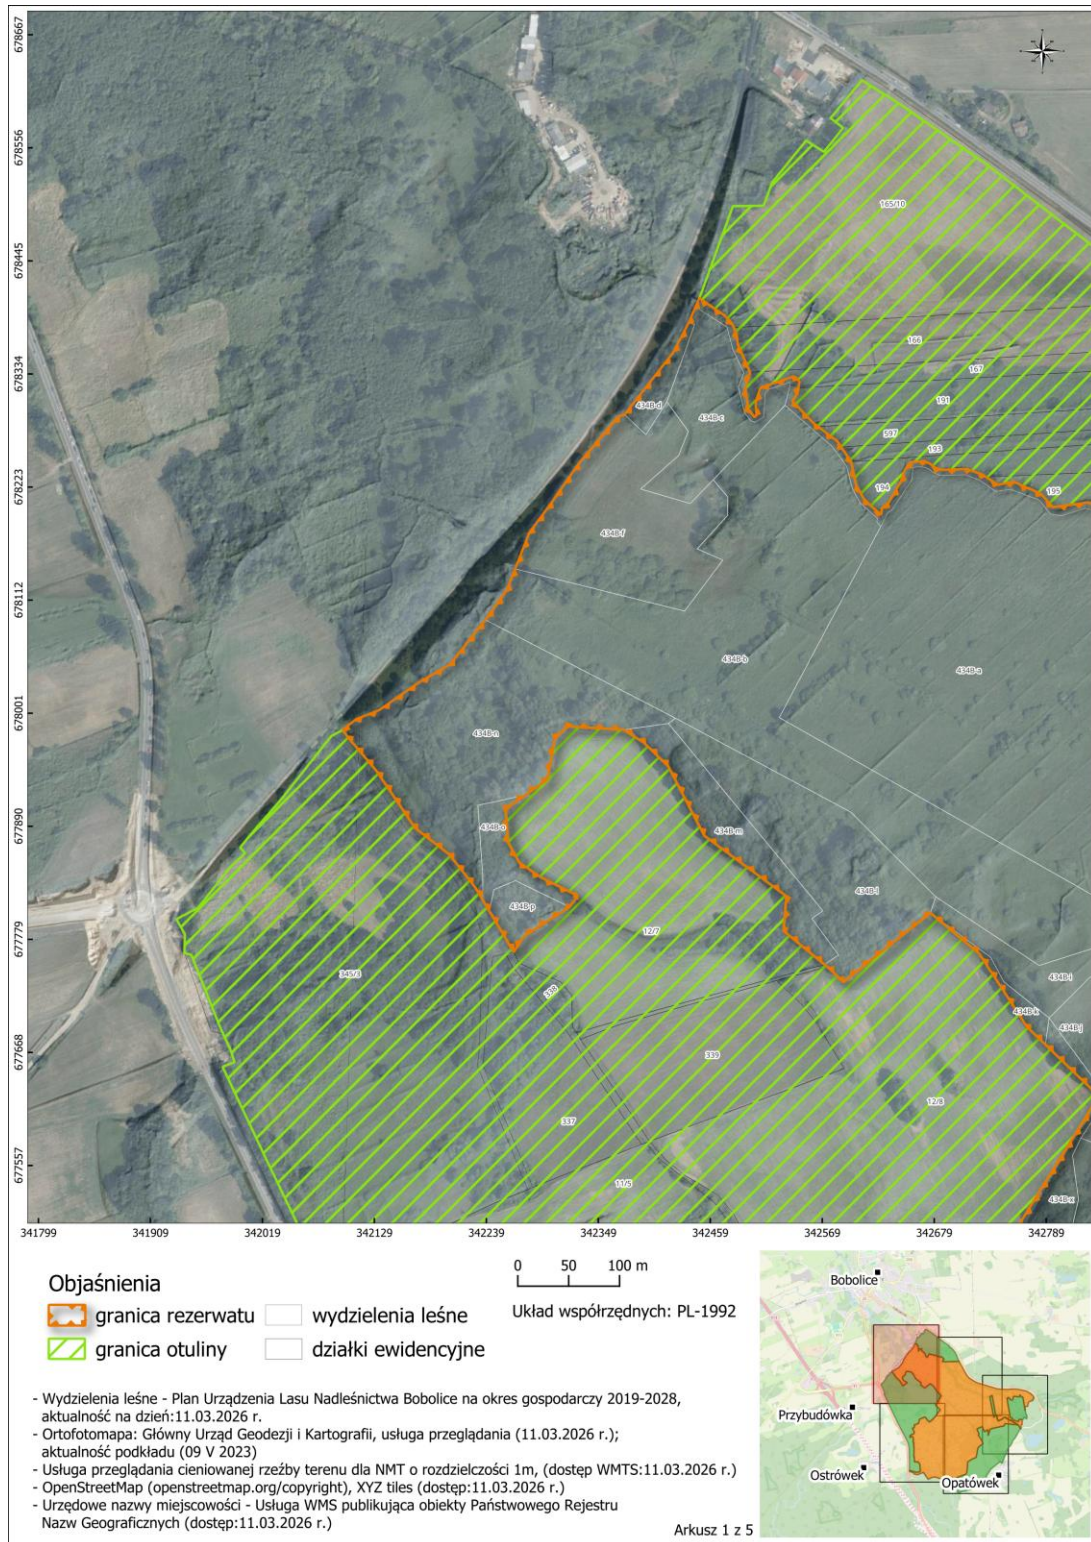 678667
678556
678445
678334
678223
678112
678001
677890
677779
677668
677557
165/10
166
167
191
434B-d
434B-c
597
193
194
195
434B-f
434B-b
434B-a
434B-n
434B-o
434B-m
434B-l
434B-p
12/7
345/3
338
434B-i
434B-k
434B-j
339
12/8
337
11/5
434B-x
341799
341909
342019
342129
342239
342349
342459
342569
342679
342789
Objaśnienia
granica rezerwatu
wydzielenia leśne
granica otuliny
działki ewidencyjne
0 50 100 m
Układ współrzędnych: PL-1992
- Wydzielenia leśne - Plan Urządzenia Lasu Nadleśnictwa Bobolice na okres gospodarczy 2019-2028,
aktualność na dzień:11.03.2026 r.
- Ortofotomapa: Główny Urząd Geodezji i Kartografii, usługa przeglądania (11.03.2026 r.);
aktualność podkładu (09 V 2023)
- Usługa przeglądania cieniowanej rzeźby terenu dla NMT o rozdzielczości 1m, (dostęp WMTS:11.03.2026 r.)
- OpenStreetMap (openstreetmap.org/copyright), XYZ tiles (dostęp:11.03.2026 r.)
- Urzędowe nazwy miejscowości - Usługa WMS publikująca obiekty Państwowego Rejestru
Nazw Geograficznych (dostęp:11.03.2026 r.)
Arkusz 1 z 5
Bobolice
Przybudówka
Ostrówek
Opatówek